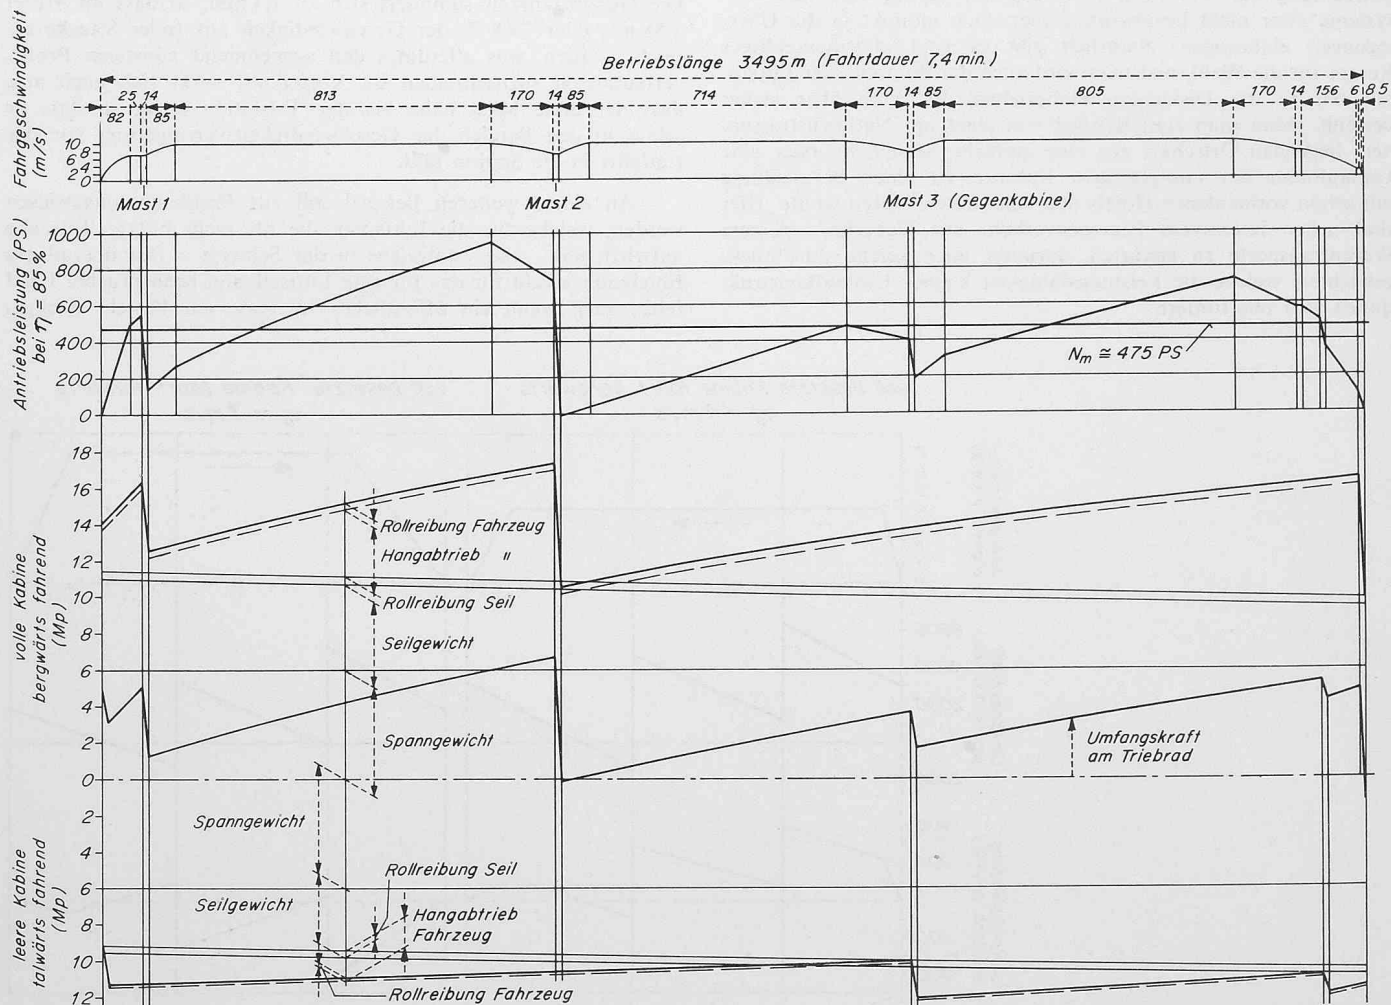 Betriebslänge 3495 m (Fahrtdauer 7,4 min.)
25 14 813 170 14 85 714 170 14 85 805 170 14 156 6 8 5
82 85
Fahrgeschwindigkeit
(m/s)
10
8
6
4
2
0
Mast 1
Mast 2
Mast 3 (Gegenkabine)
Antriebsleistung (PS)
bei η = 85 %
1000
800
600
400
200
0
Nm ≅ 475 PS
volle Kabine
bergwärts fahrend
(Mp)
18
16
14
12
10
8
6
4
2
0
Rollreibung Fahrzeug
Hangabtrieb "
Rollreibung Seil
Seilgewicht
Spanngewicht
Umfangskraft
am Triebrad
leere Kabine
talwärts fahrend
(Mp)
2
4
6
8
10
12
Spanngewicht
Seilgewicht
Rollreibung Seil
Hangabtrieb
Fahrzeug
Rollreibung Fahrzeug